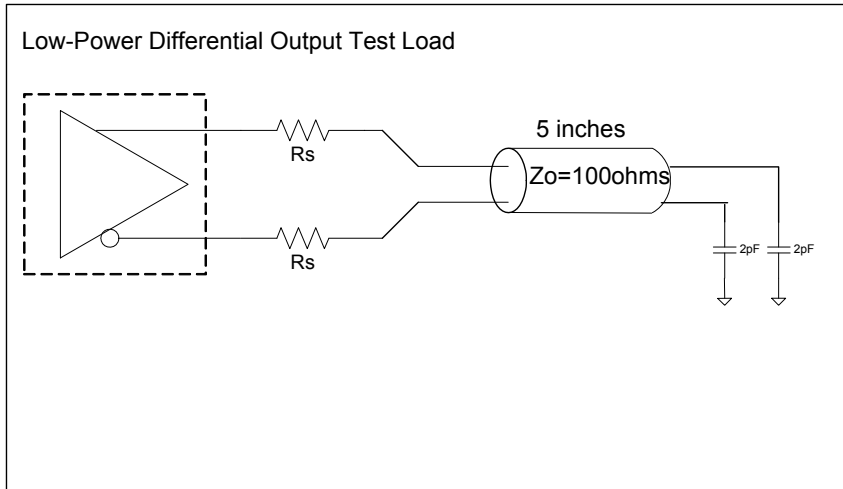 Low-Power Differential Output Test Load
Rs
5 inches
Zo=100ohms
Rs
2pF
2pF